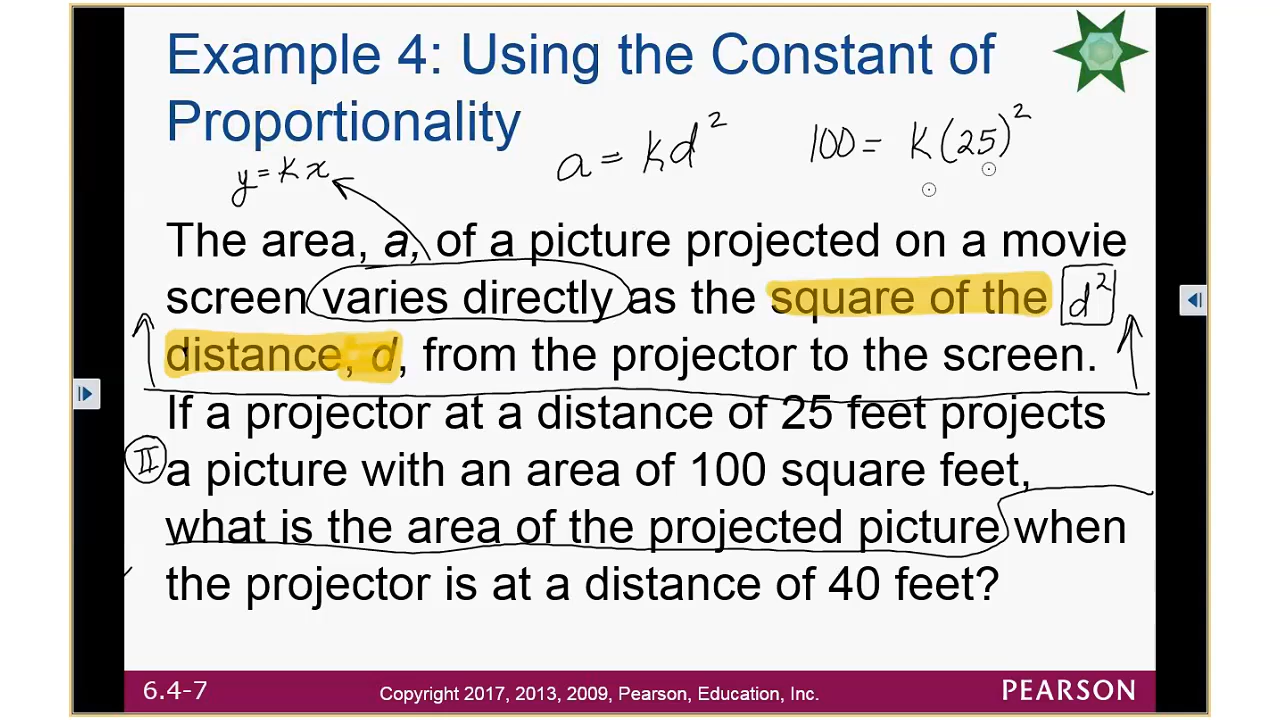 Example 4: Using the Constant of
Proportionality
y = kx
a = kd²
100 = K(25)²
The area, a, of a picture projected on a movie
screen varies directly as the square of the d²
distance, d, from the projector to the screen.
If a projector at a distance of 25 feet projects
II a picture with an area of 100 square feet,
what is the area of the projected picture when
the projector is at a distance of 40 feet?
6.4-7
Copyright 2017, 2013, 2009, Pearson, Education, Inc.
PEARSON